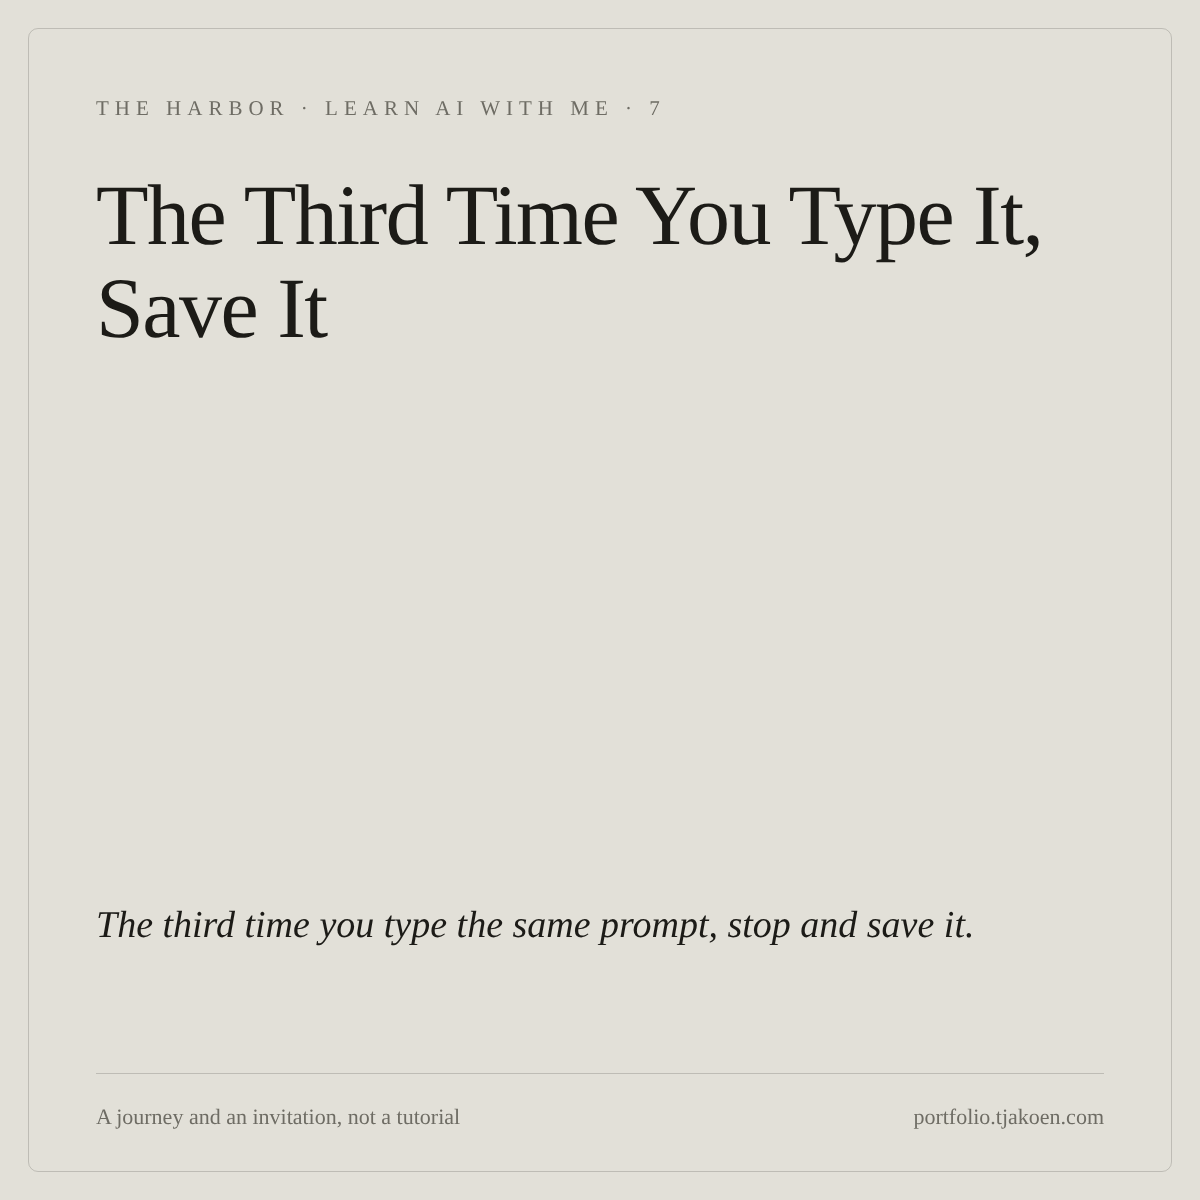 THE HARBOR · LEARN AI WITH ME · 7
The Third Time You Type It,
Save It
The third time you type the same prompt, stop and save it.
A journey and an invitation, not a tutorial
portfolio.tjakoen.com